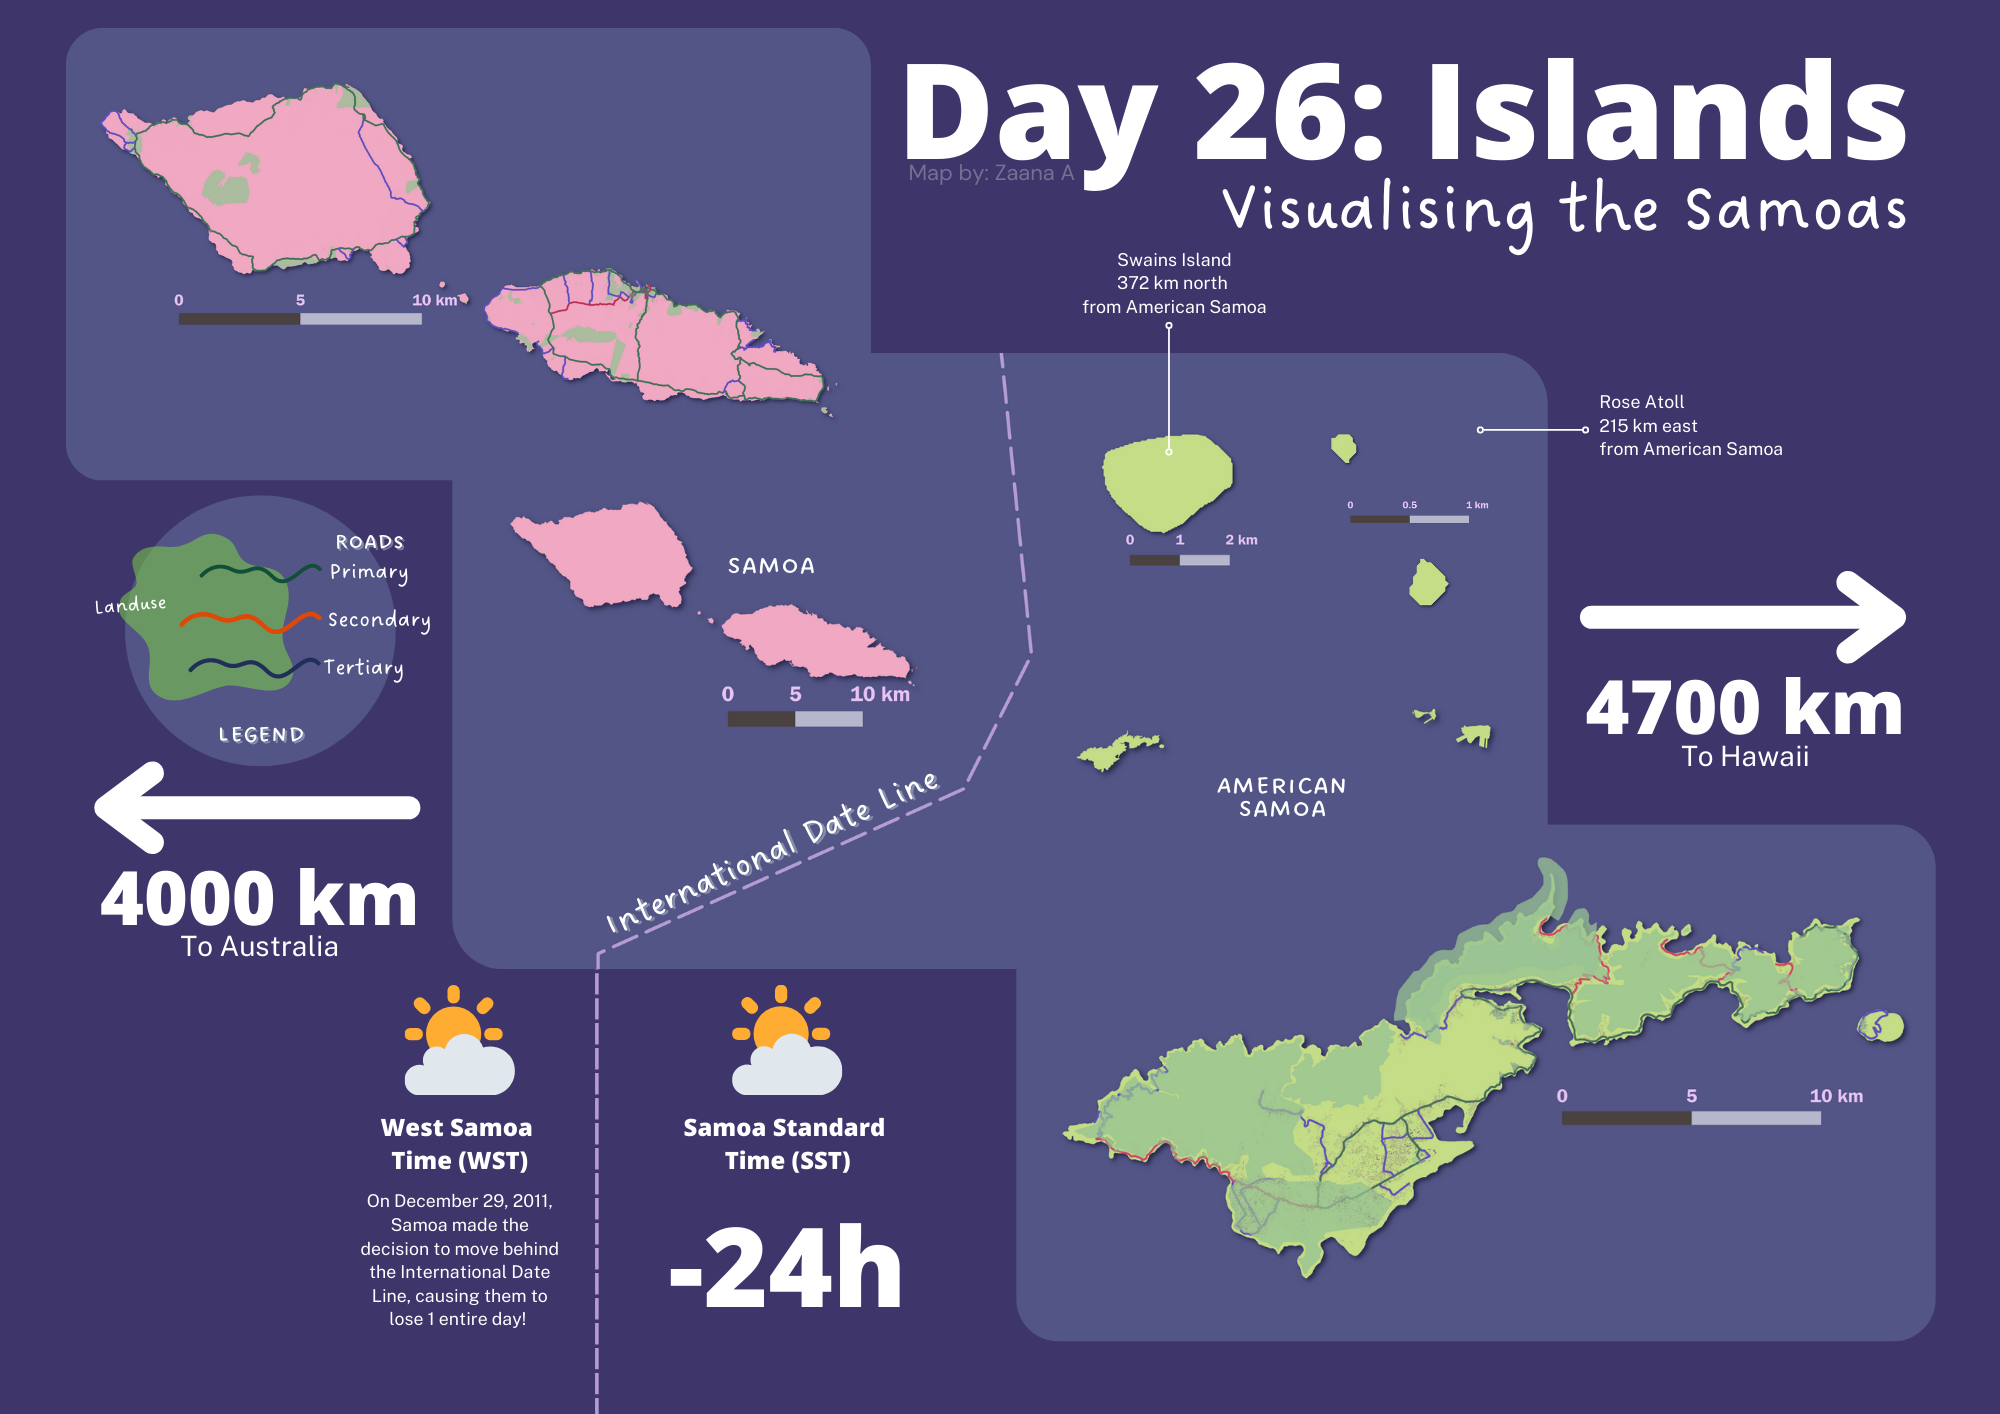 Day 26: Islands
Map by: Zaana A
Visualising the Samoas
Swains Island
372 km north
from American Samoa
Rose Atoll
215 km east
from American Samoa
0 5 10 km
0 1 2 km
0 0.5 1 km
SAMOA
0 5 10 km
ROADS
Primary
Landuse
Secondary
Tertiary
LEGEND
4000 km
To Australia
4700 km
To Hawaii
AMERICAN
SAMOA
International Date Line
0 5 10 km
West Samoa
Time (WST)
On December 29, 2011,
Samoa made the
decision to move behind
the International Date
Line, causing them to
lose 1 entire day!
Samoa Standard
Time (SST)
-24h